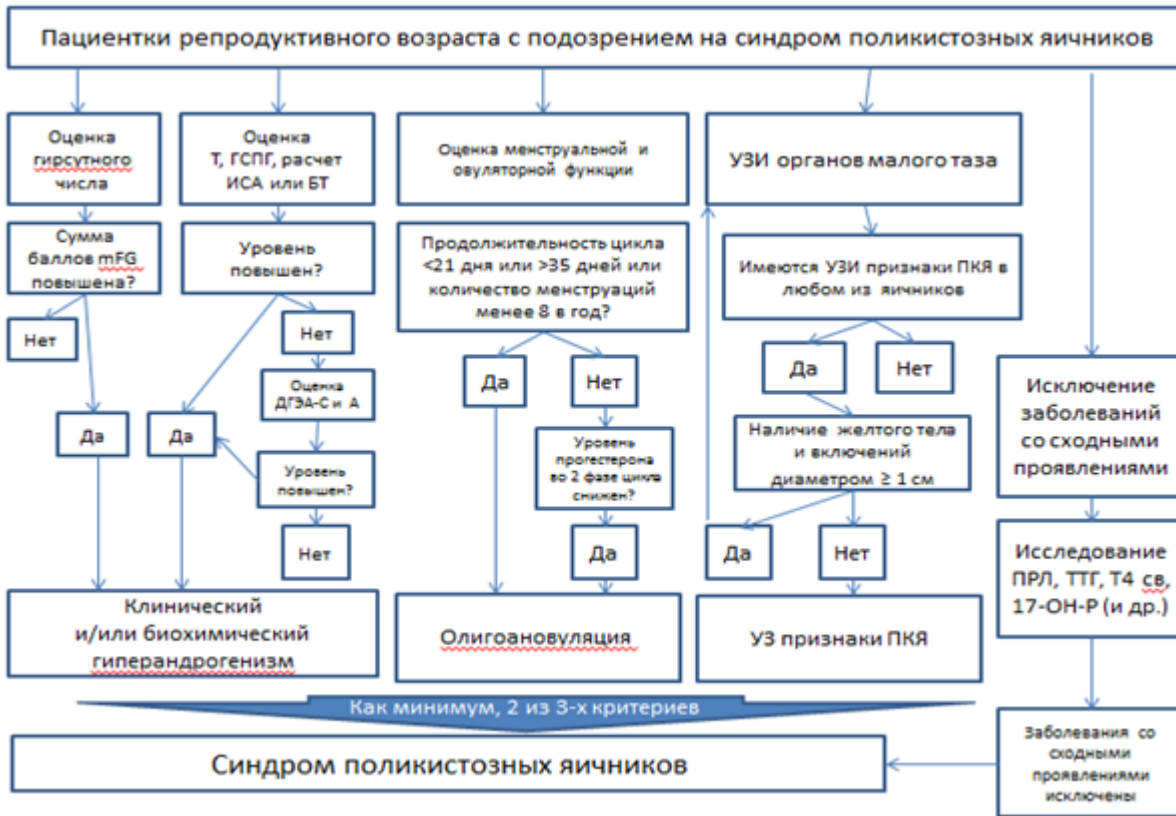 Пациентки репродуктивного возраста с подозрением на синдром поликистозных яичников
Оценка
гирсутного
числа
Оценка
Т, ГСПГ, расчет
ИСА или БТ
Оценка менструальной и
овуляторной функции
УЗИ органов малого таза
Сумма
баллов mFG
повышена?
Уровень
повышен?
Продолжительность цикла
<21 дня или >35 дней или
количество менструаций
менее 8 в год?
Имеются УЗИ признаки ПКЯ в
любом из яичников
Нет
Нет
Да
Нет
Да
Нет
Исключение
заболеваний
со сходными
проявлениями
Оценка
ДГЭА-С и А
Да
Да
Уровень
повышен?
Уровень
прогестерона
во 2 фазе цикла
снижен?
Наличие желтого тела
и включений
диаметром ≥ 1 см
Нет
Да
Да
Нет
Исследование
ПРЛ, ТТГ, Т4 св,
17-ОН-Р (и др.)
Клинический
и/или биохимический
гиперандрогенизм
Олигоановуляция
УЗ признаки ПКЯ
Как минимум, 2 из 3-х критериев
Синдром поликистозных яичников
Заболевания со
сходными
проявлениями
исключены